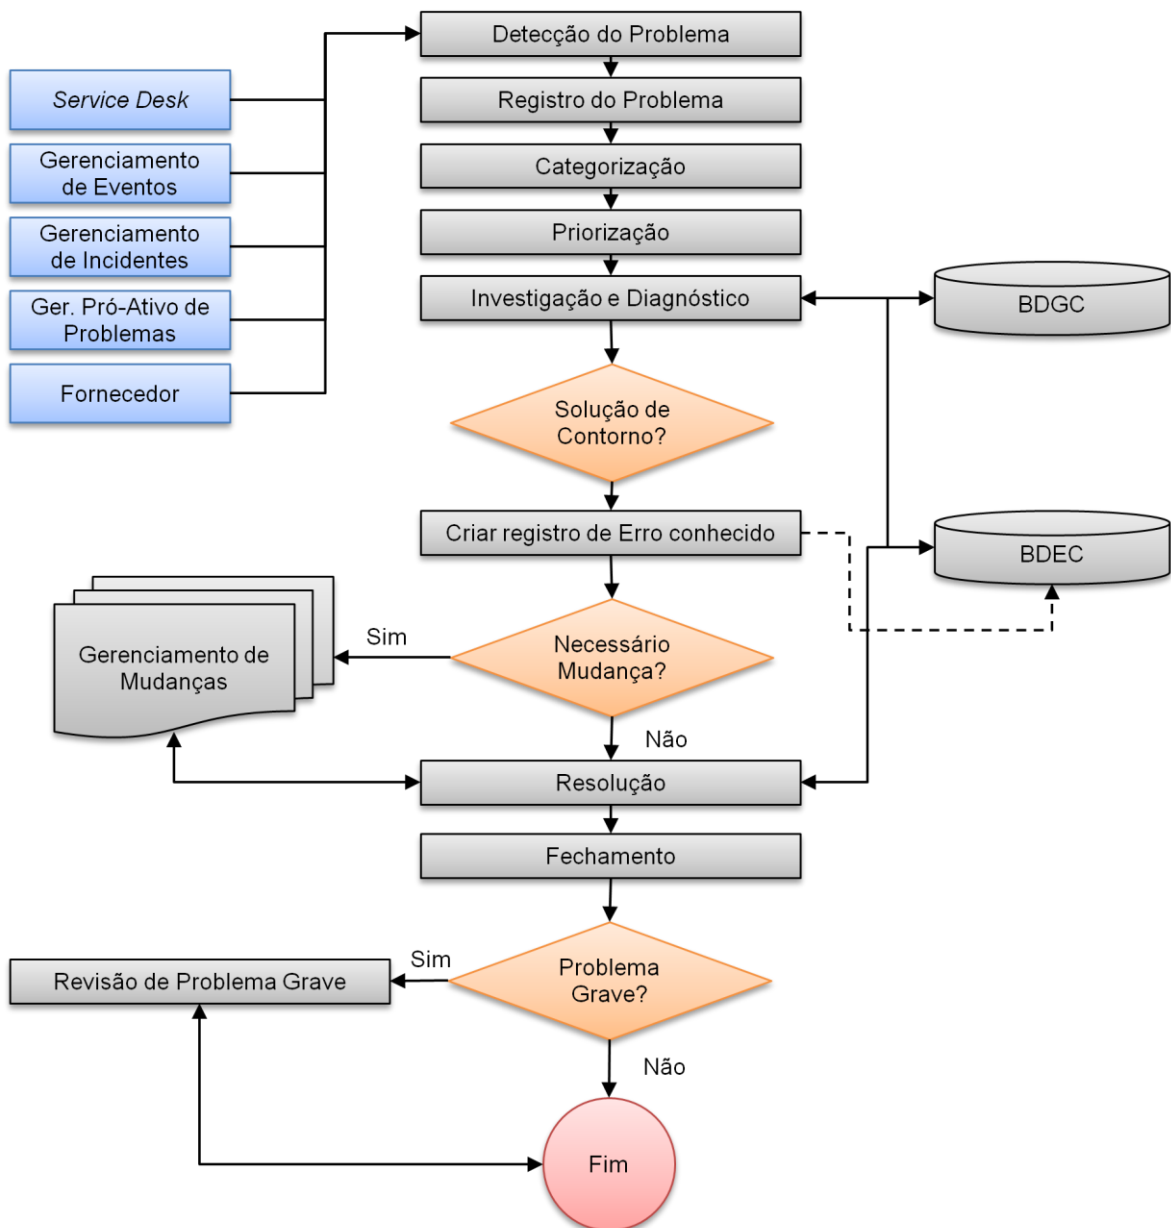 Detecção do Problema
Service Desk
Registro do Problema
Gerenciamento
de Eventos
Categorização
Gerenciamento
de Incidentes
Priorização
Ger. Pró-Ativo de
Problemas
Investigação e Diagnóstico
BDGC
Fornecedor
Solução de
Contorno?
Criar registro de Erro conhecido
BDEC
Sim
Necessário
Mudança?
Gerenciamento de
Mudanças
Não
Resolução
Fechamento
Sim
Problema
Grave?
Revisão de Problema Grave
Não
Fim